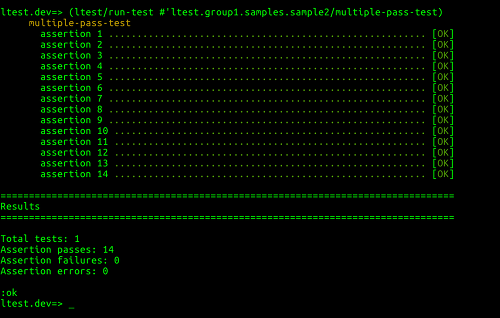 ltest.dev=> (ltest/run-test #'ltest.group1.samples.sample2/multiple-pass-test)
multiple-pass-test
assertion 1 ....................................................... [OK]
assertion 2 ....................................................... [OK]
assertion 3 ....................................................... [OK]
assertion 4 ....................................................... [OK]
assertion 5 ....................................................... [OK]
assertion 6 ....................................................... [OK]
assertion 7 ....................................................... [OK]
assertion 8 ....................................................... [OK]
assertion 9 ....................................................... [OK]
assertion 10 ...................................................... [OK]
assertion 11 ...................................................... [OK]
assertion 12 ...................................................... [OK]
assertion 13 ...................................................... [OK]
assertion 14 ...................................................... [OK]
================================================================================
Results
================================================================================
Total tests: 1
Assertion passes: 14
Assertion failures: 0
Assertion errors: 0
:ok
ltest.dev=> _